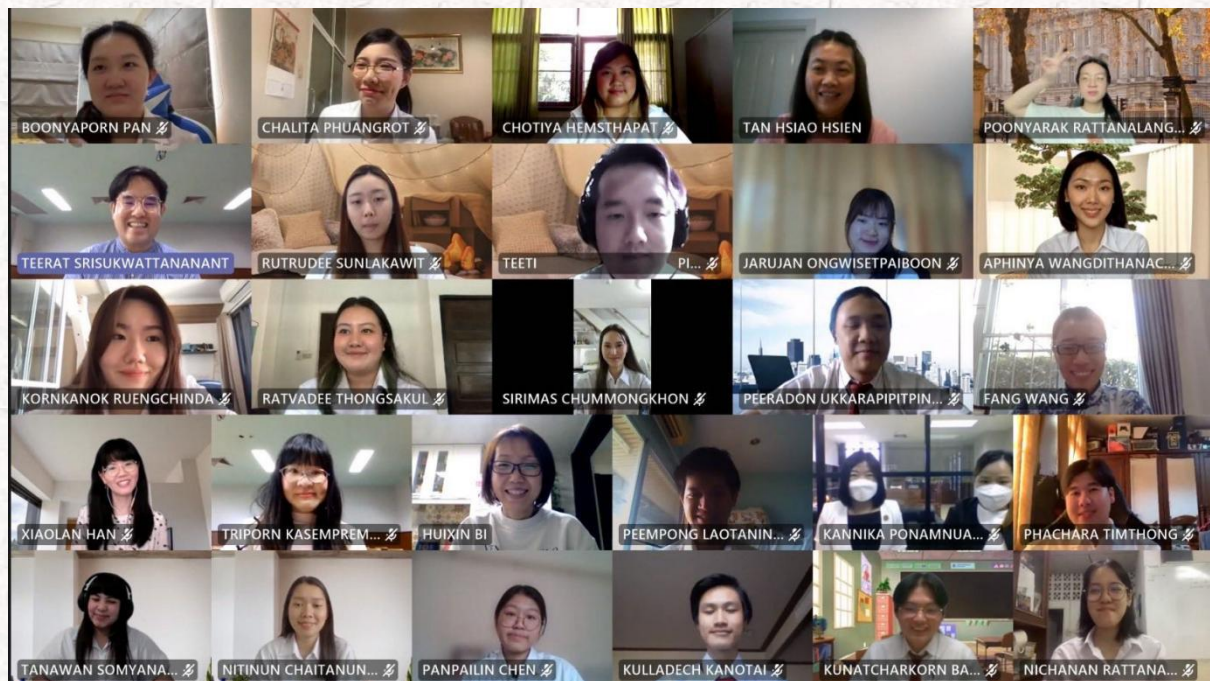 BOONYAPORN PAN
CHALITA PHUANGROT
CHOTIYA HEMSTHAPAT
TAN HSIAO HSIEN
POONYARAK RATTANALANG...
TEERAT SRISUKWATTANANANT
RUTRUDEE SUNLAKAWIT
TEETI PI...
JARUJAN ONGWISETPAIBOON
APHINYA WANGDITHANAC...
KORNKANOK RUENGCHINDA
RATVADEE THONGSAKUL
SIRIMAS CHUMMONGKHON
PEERADON UKKARAPIPITPIN...
FANG WANG
XIAOLAN HAN
TRIPORN KASEMPREM...
HUIXIN BI
PEEMPONG LAOTANIN...
KANNIKA PONAMNUA...
PHACHARA TIMTHONG
TANAWAN SOMYANA...
NITINUN CHAITANUN...
PANPAILIN CHEN
KULLADECH KANOTAI
KUNATCHARKORN BA...
NICHANAN RATTANA...